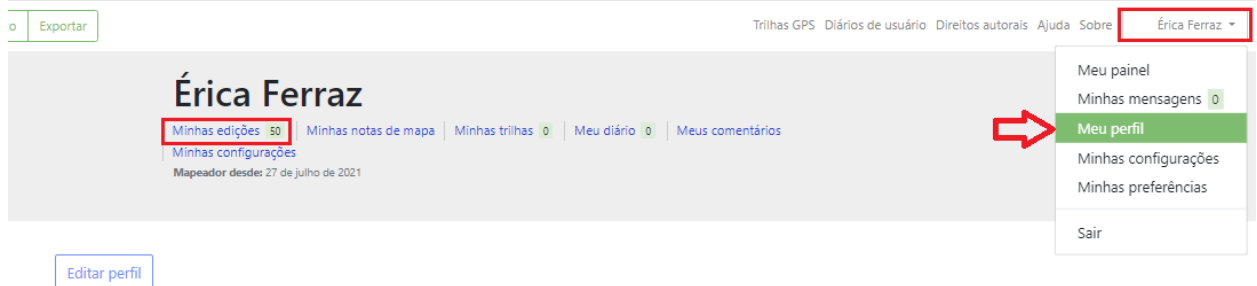 o Exportar Trilhas GPS Diários de usuário Direitos autorais Ajuda Sobre Érica Ferraz
Meu painel
Minhas mensagens 0
Meu perfil
Minhas configurações
Minhas preferências
Sair
Érica Ferraz
Minhas edições 50 Minhas notas de mapa Minhas trilhas 0 Meu diário 0 Meus comentários
Minhas configurações
Mapeador desde: 27 de julho de 2021
Editar perfil